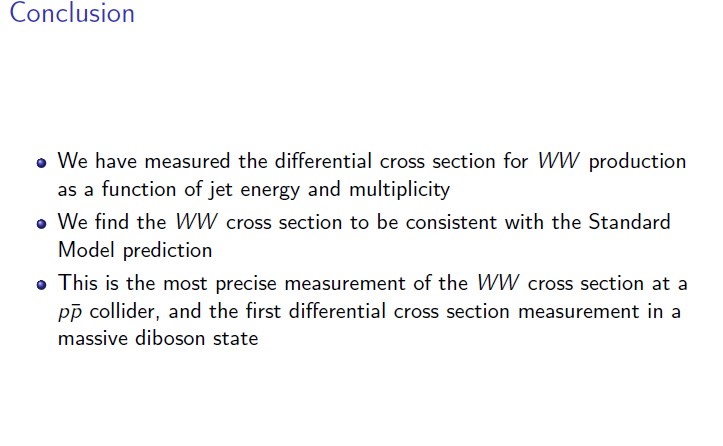 Conclusion
We have measured the differential cross section for WW production
as a function of jet energy and multiplicity
We find the WW cross section to be consistent with the Standard
Model prediction
This is the most precise measurement of the WW cross section at a
pp̄ collider, and the first differential cross section measurement in a
massive diboson state